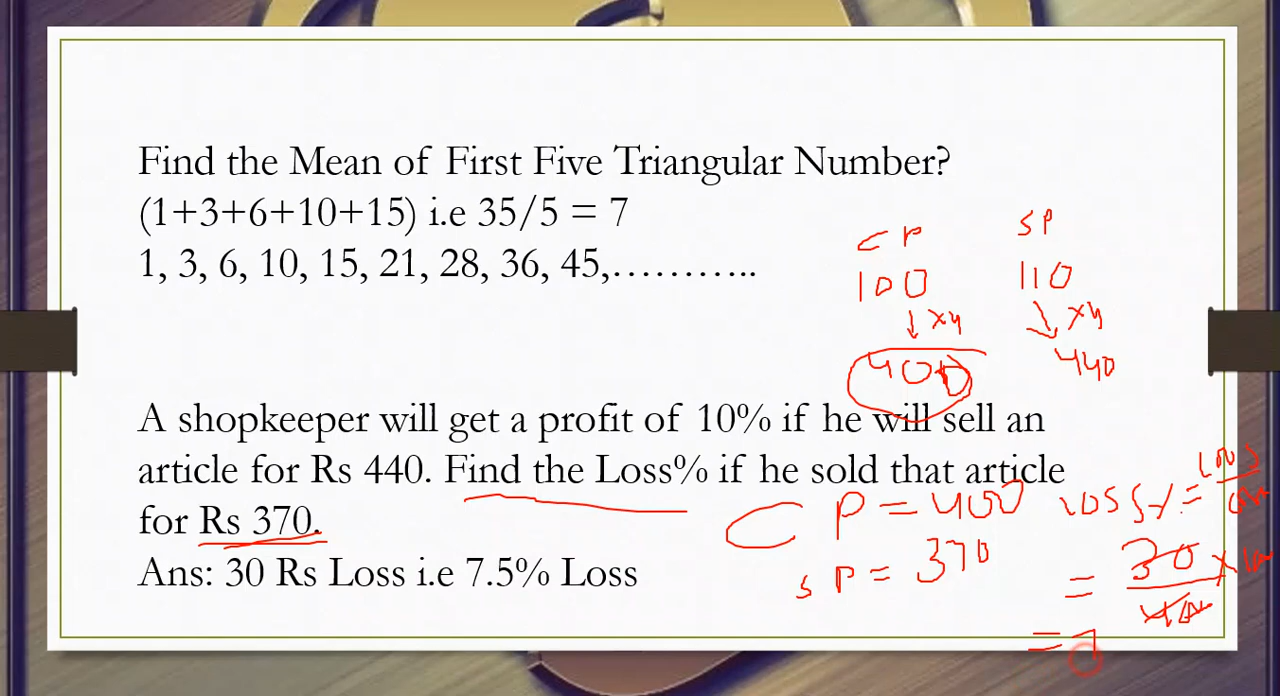 Find the Mean of First Five Triangular Number?
(1+3+6+10+15) i.e 35/5 = 7
1, 3, 6, 10, 15, 21, 28, 36, 45,...........
CP SP
100 110
↓ ×4 ↓ ×4
400 440
A shopkeeper will get a profit of 10% if he will sell an
article for Rs 440. Find the Loss% if he sold that article
for Rs 370.
CP = 400
SP = 370
Ans: 30 Rs Loss i.e 7.5% Loss
loss% = loss
= 30 ×
= 7